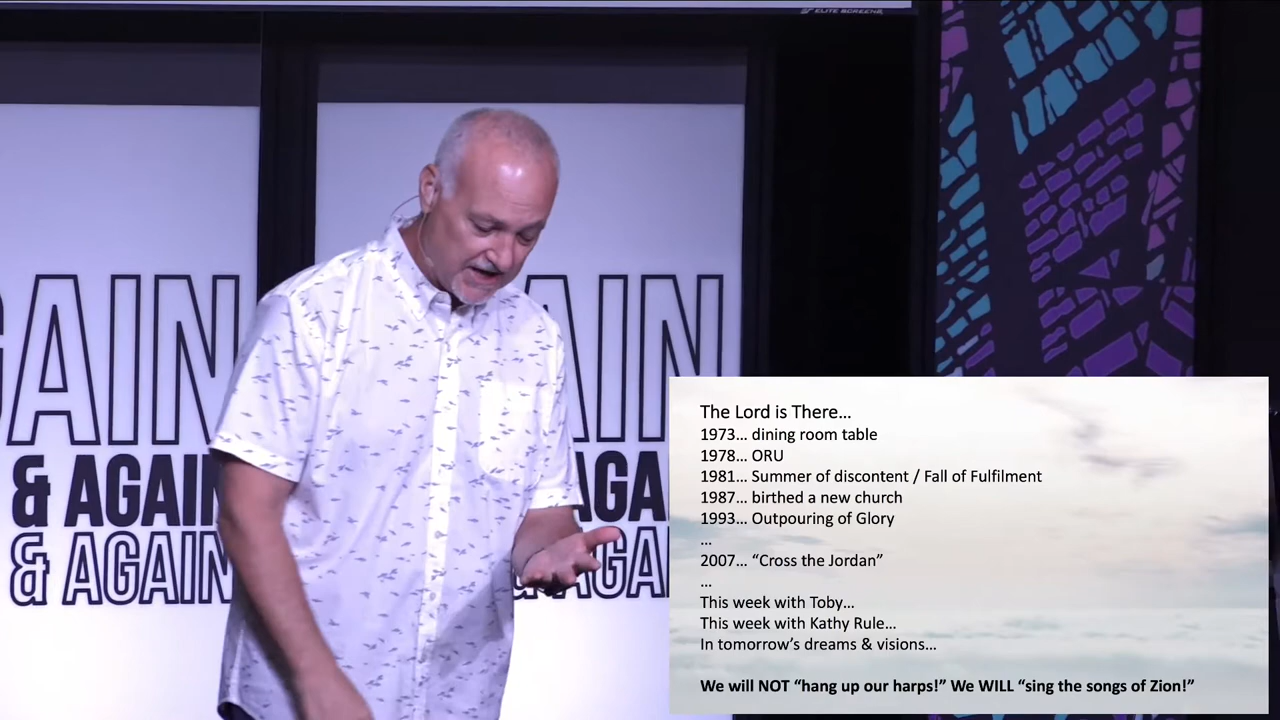 ELITE SCREENS
GAIN
AIN
& AGAIN
AGA
& AGAIN
& AGA
The Lord is There…
1973… dining room table
1978… ORU
1981… Summer of discontent / Fall of Fulfilment
1987… birthed a new church
1993… Outpouring of Glory
…
2007… “Cross the Jordan”
…
This week with Toby…
This week with Kathy Rule…
In tomorrow’s dreams & visions…
We will NOT “hang up our harps!” We WILL “sing the songs of Zion!”